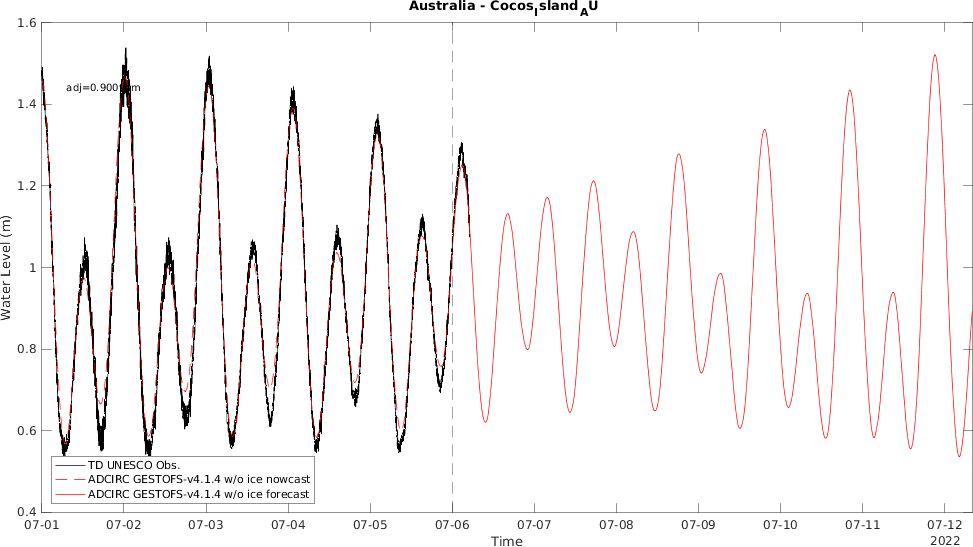 Australia - Cocos_Island_AU
1.6
1.4
1.2
1
0.8
0.6
0.4
Water Level (m)
TD UNESCO Obs.
ADCIRC GESTOFS-v4.1.4 w/o ice nowcast
ADCIRC GESTOFS-v4.1.4 w/o ice forecast
07-01 07-02 07-03 07-04 07-05 07-06 07-07 07-08 07-09 07-10 07-11 07-12
Time
2022